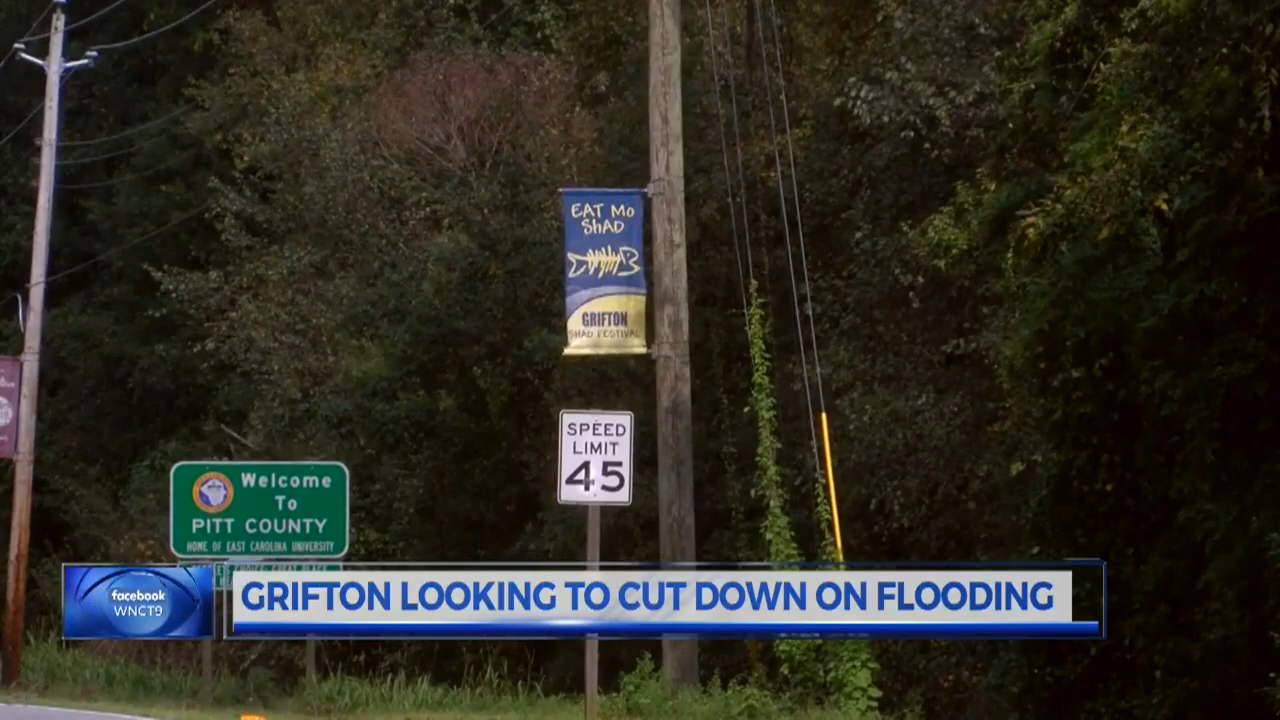 EAT MO
ShAD
GRIFTON
SHAD FESTIVAL
SPEED
LIMIT
45
Welcome
To
PITT COUNTY
HOME OF EAST CAROLINA UNIVERSITY
facebook
WNCT9
GRIFTON LOOKING TO CUT DOWN ON FLOODING